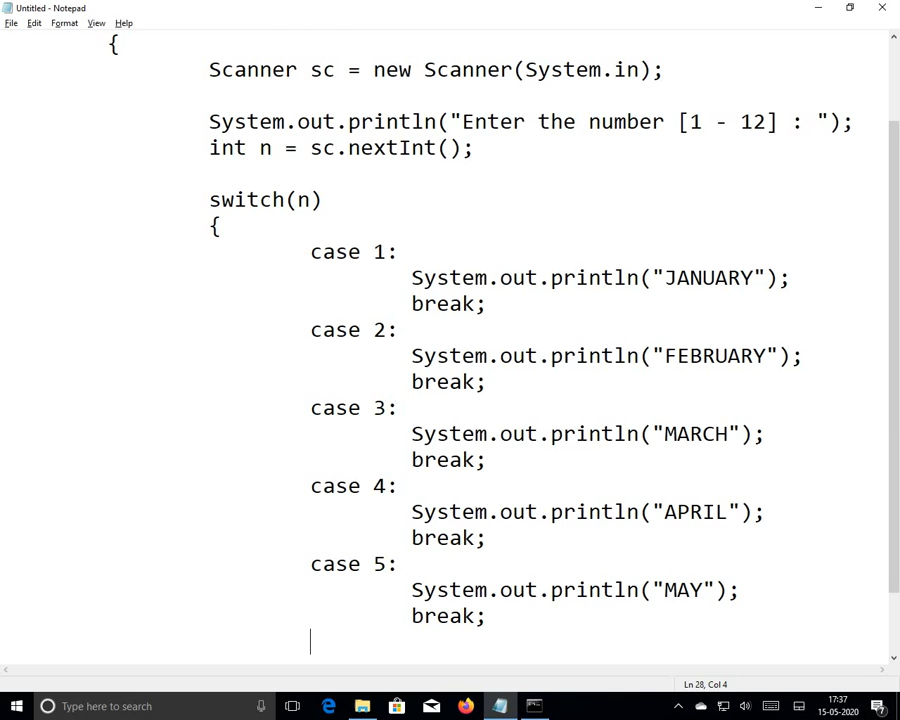 Untitled - Notepad
File Edit Format View Help
{
Scanner sc = new Scanner(System.in);
System.out.println("Enter the number [1 - 12] : ");
int n = sc.nextInt();
switch(n)
{
case 1:
System.out.println("JANUARY");
break;
case 2:
System.out.println("FEBRUARY");
break;
case 3:
System.out.println("MARCH");
break;
case 4:
System.out.println("APRIL");
break;
case 5:
System.out.println("MAY");
break;
Ln 28, Col 4
Type here to search
17:37
15-05-2020
7